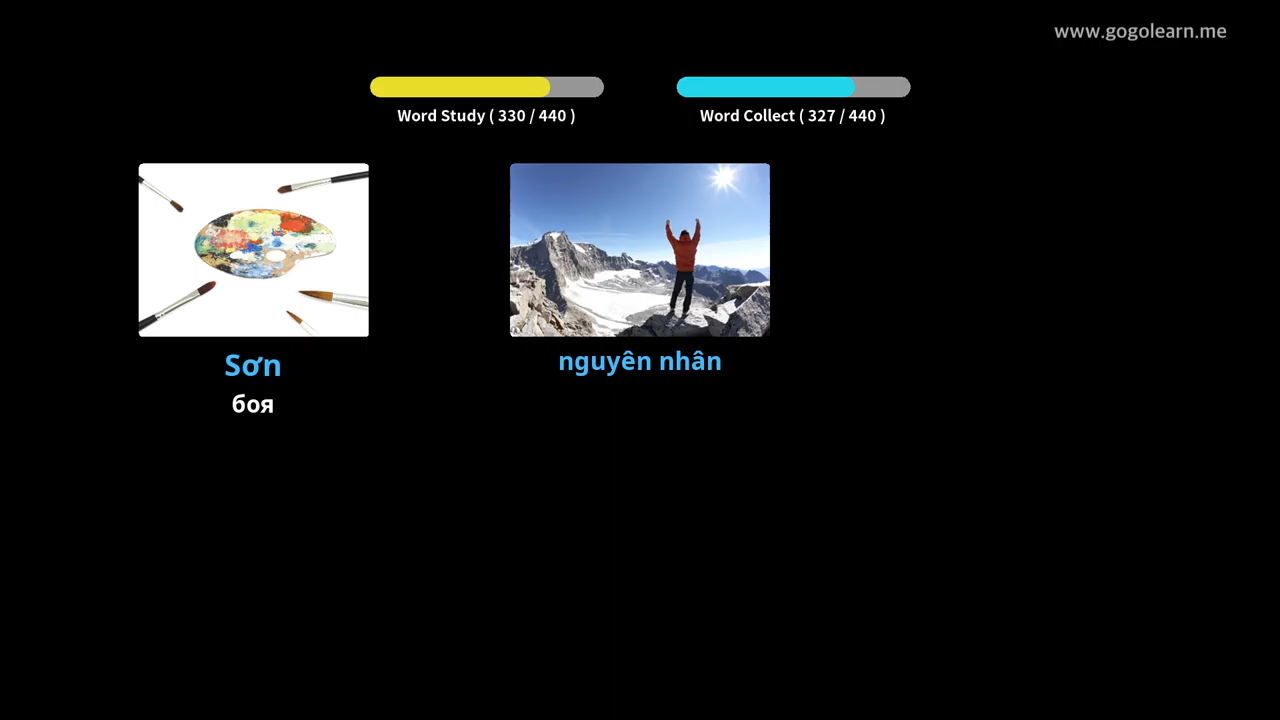 www.gogolearn.me
Word Study ( 330 / 440 )
Word Collect ( 327 / 440 )
Sơn
боя
nguyên nhân